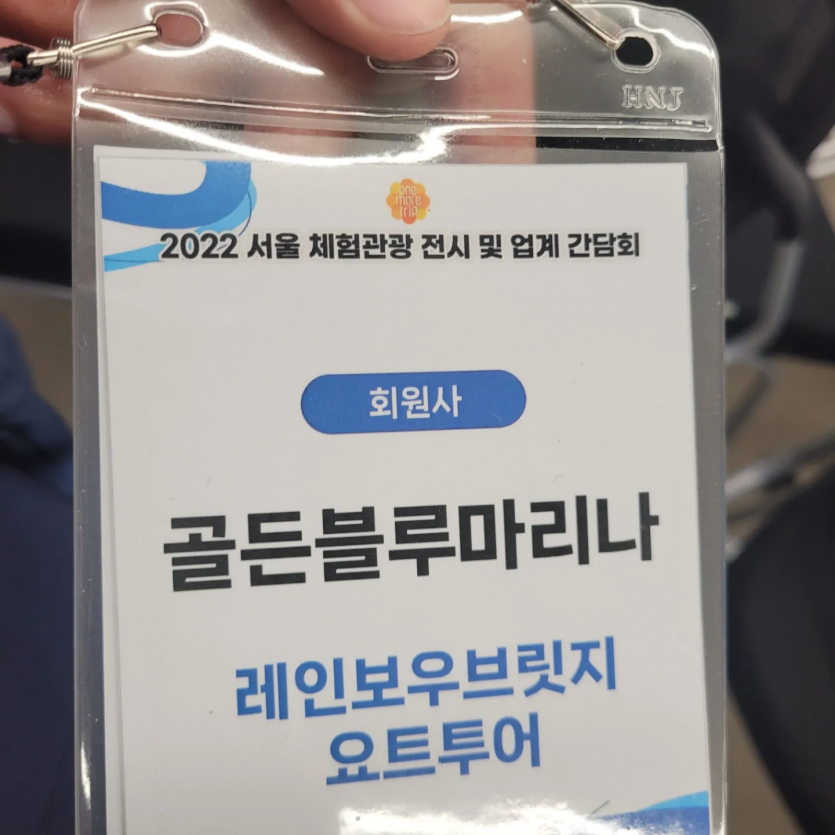 HNJ
one
more
trip
2022 서울 체험관광 전시 및 업계 간담회
회원사
골든블루마리나
레인보우브릿지
요트투어